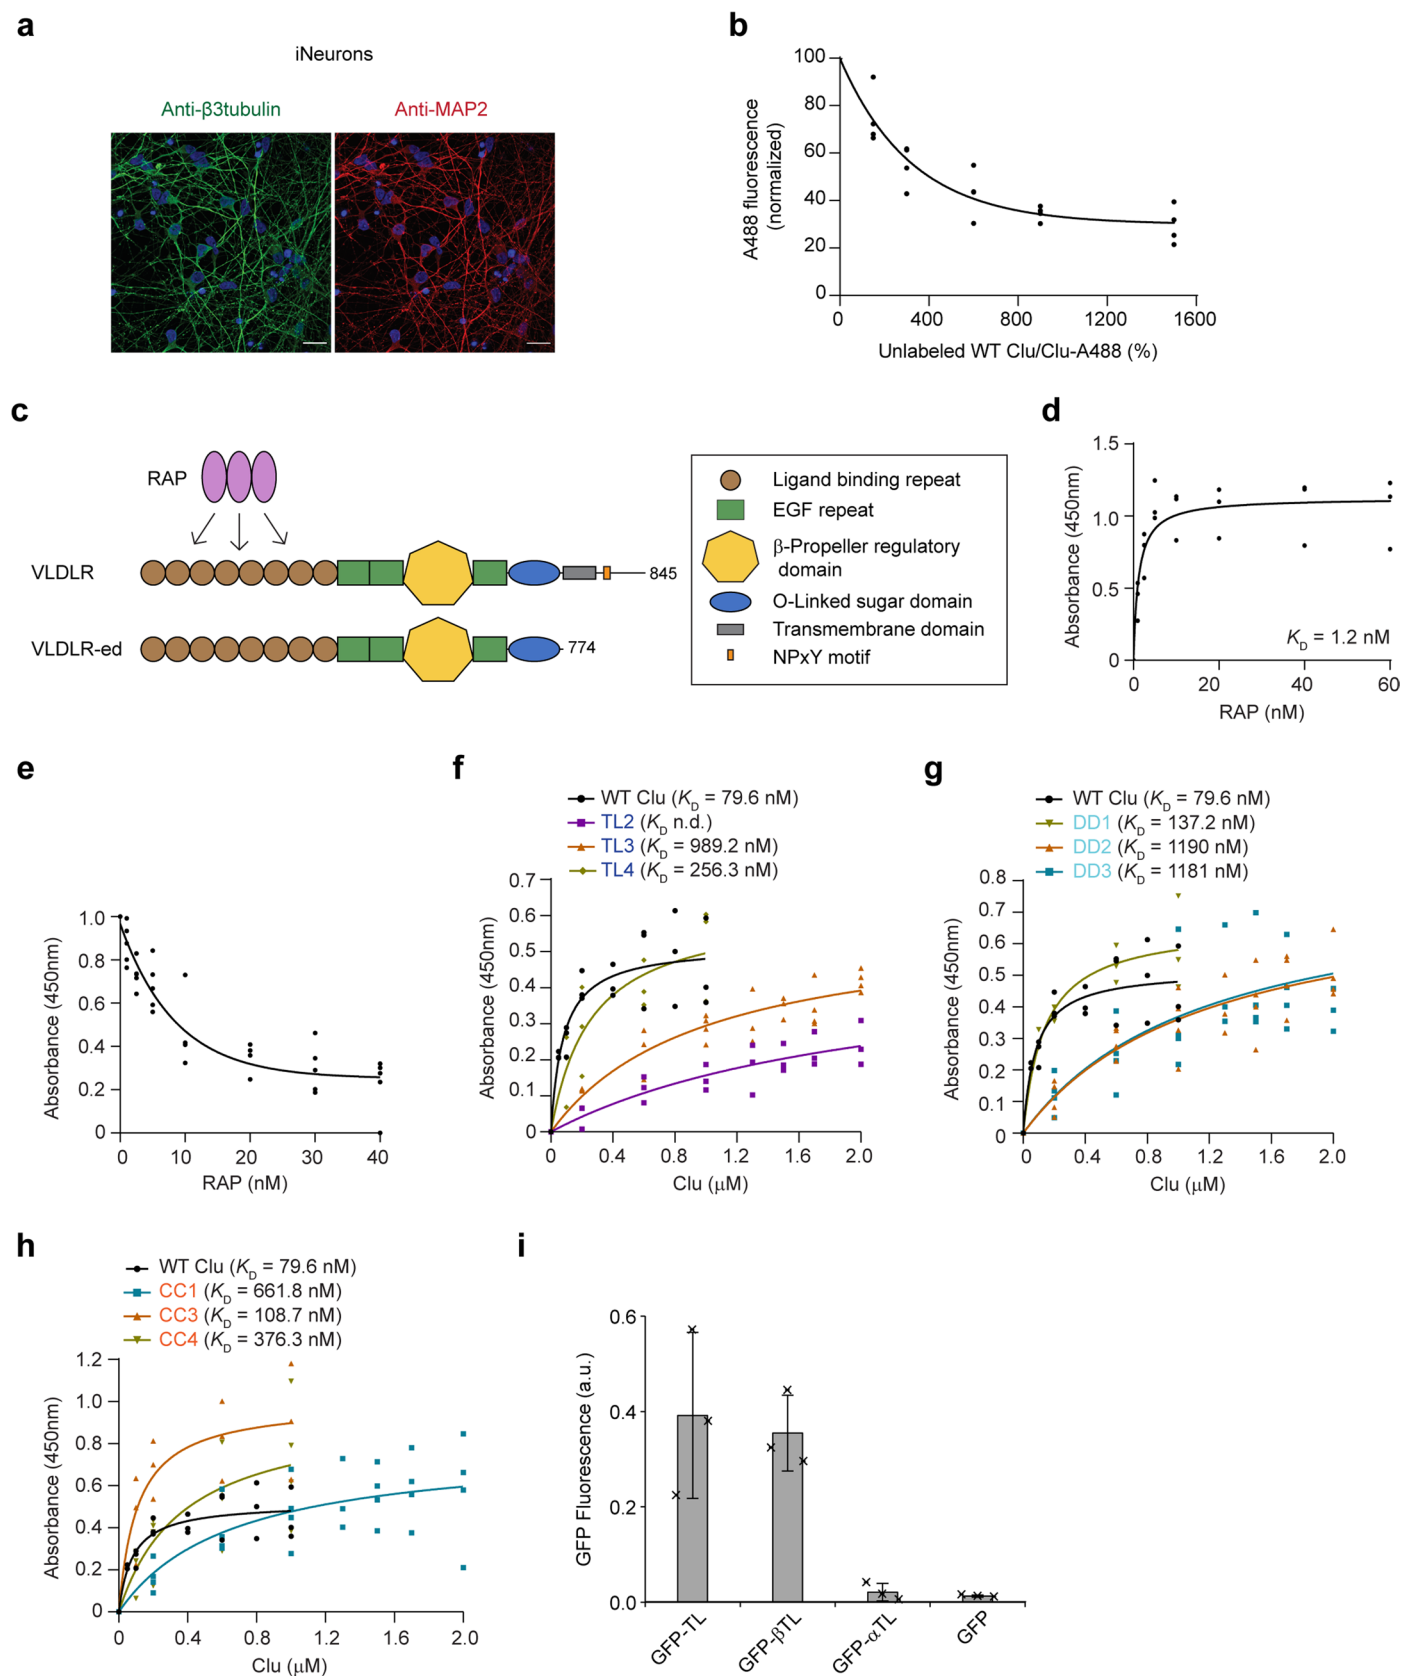 a
iNeurons
Anti-β3tubulin
Anti-MAP2
b
A488 fluorescence
(normalized)
100
80
60
40
20
0
0 400 800 1200 1600
Unlabeled WT Clu/Clu-A488 (%)
c
RAP
VLDLR
845
VLDLR-ed
774
Ligand binding repeat
EGF repeat
β-Propeller regulatory
domain
O-Linked sugar domain
Transmembrane domain
NPxY motif
d
Absorbance (450nm)
1.5
1.0
0.5
0
KD = 1.2 nM
0 20 40 60
RAP (nM)
e
Absorbance (450nm)
1.0
0.8
0.6
0.4
0.2
0
0 10 20 30 40
RAP (nM)
f
WT Clu (KD = 79.6 nM)
TL2 (KD n.d.)
TL3 (KD = 989.2 nM)
TL4 (KD = 256.3 nM)
Absorbance (450nm)
0.7
0.6
0.5
0.4
0.3
0.2
0.1
0
0 0.4 0.8 1.2 1.6 2.0
Clu (μM)
g
WT Clu (KD = 79.6 nM)
DD1 (KD = 137.2 nM)
DD2 (KD = 1190 nM)
DD3 (KD = 1181 nM)
Absorbance (450nm)
0.8
0.7
0.6
0.5
0.4
0.3
0.2
0.1
0
0 0.4 0.8 1.2 1.6 2.0
Clu (μM)
h
WT Clu (KD = 79.6 nM)
CC1 (KD = 661.8 nM)
CC3 (KD = 108.7 nM)
CC4 (KD = 376.3 nM)
Absorbance (450nm)
1.2
1.0
0.8
0.6
0.4
0.2
0
0 0.4 0.8 1.2 1.6 2.0
Clu (μM)
i
GFP Fluorescence (a.u.)
0.6
0.4
0.2
0.0
GFP-TL
GFP-βTL
GFP-αTL
GFP